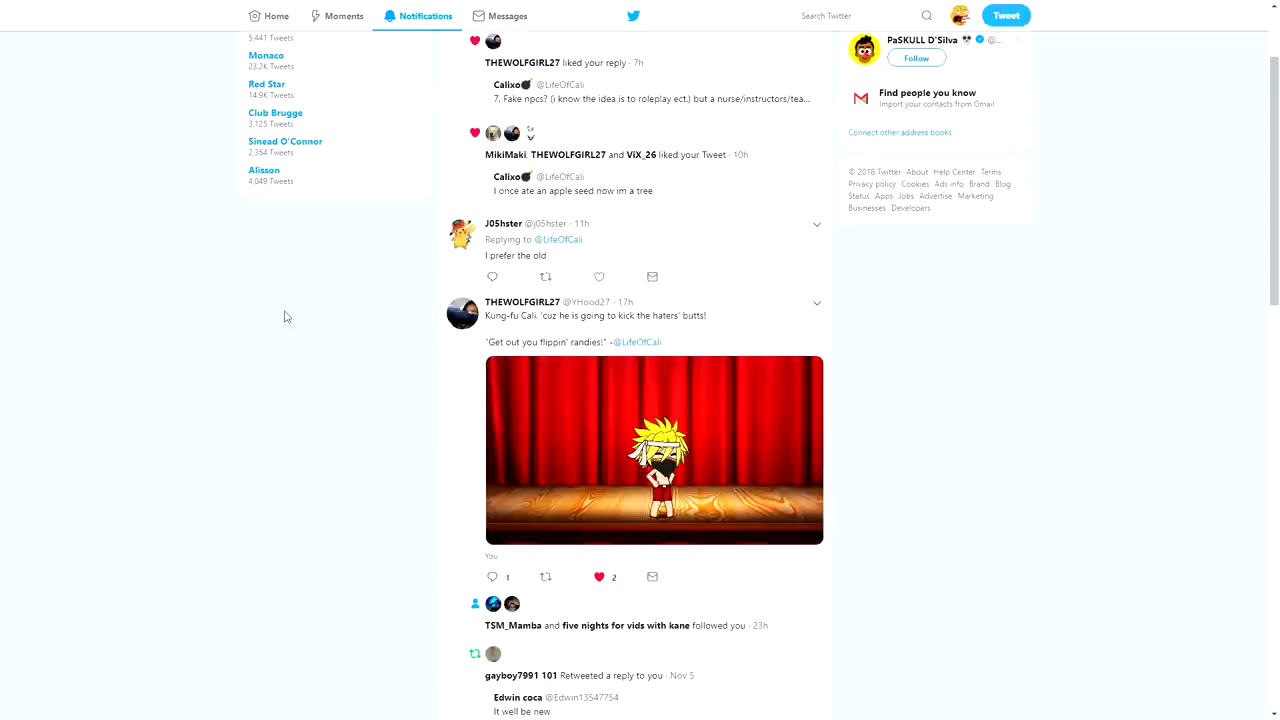 Home
Moments
Notifications
Messages
Search Twitter
Tweet
5,441 Tweets
Monaco
23.2K Tweets
Red Star
14.9K Tweets
Club Brugge
3,125 Tweets
Sinead O'Connor
2,354 Tweets
Alisson
4,049 Tweets
THEWOLFGIRL27 liked your reply · 7h
Calixo @LifeOfCali
7. Fake npcs? (i know the idea is to roleplay ect.) but a nurse/instructors/tea...
MikiMaki, THEWOLFGIRL27 and ViX_26 liked your Tweet · 10h
Calixo @LifeOfCali
I once ate an apple seed now im a tree
J05hster @j05hster · 11h
Replying to @LifeOfCali
I prefer the old
THEWOLFGIRL27 @YHood27 · 17h
Kung-fu Cali. 'cuz he is going to kick the haters' butts!
"Get out you flippin' randies!" -@LifeOfCali
You
1
2
TSM_Mamba and five nights for vids with kane followed you · 23h
gayboy7991 101 Retweeted a reply to you · Nov 5
Edwin coca @Edwin13547754
It well be new
PaSKULL D'Silva @...
Follow
Find people you know
Import your contacts from Gmail
Connect other address books
© 2018 Twitter About Help Center Terms
Privacy policy Cookies Ads info Brand Blog
Status Apps Jobs Advertise Marketing
Businesses Developers